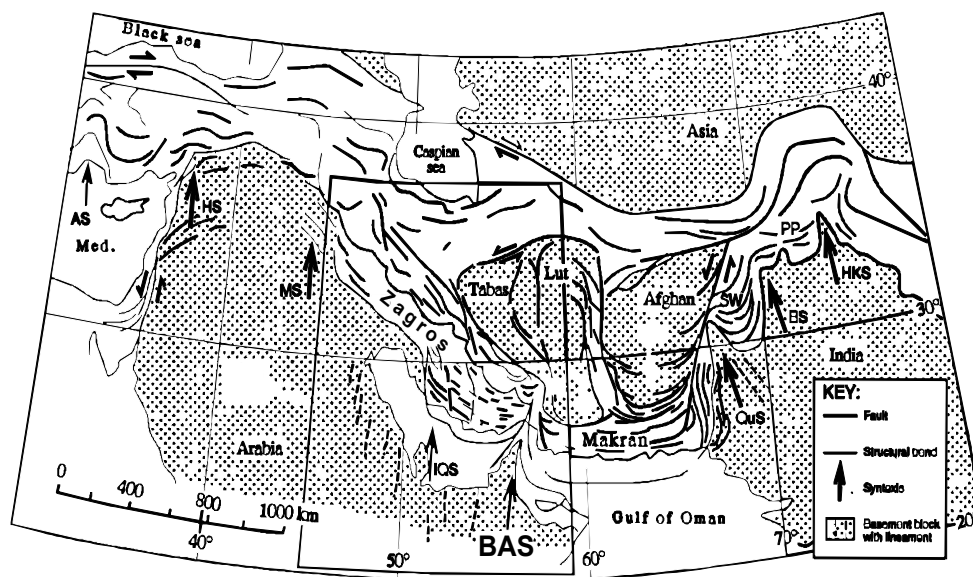 Black sea
40°
Asia
Caspian
sea
AS
HS
Med.
PP
MS
Tabas
Lut
Afghan
SW
HKS
BS
30°
Zagros
India
KEY:
Fault
Structural bond
Syntaxis
Basement block
with lineament
QuS
Makran
Arabia
IQS
0
400
800
1000 km
Gulf of Oman
BAS
40°
50°
60°
70°
20°